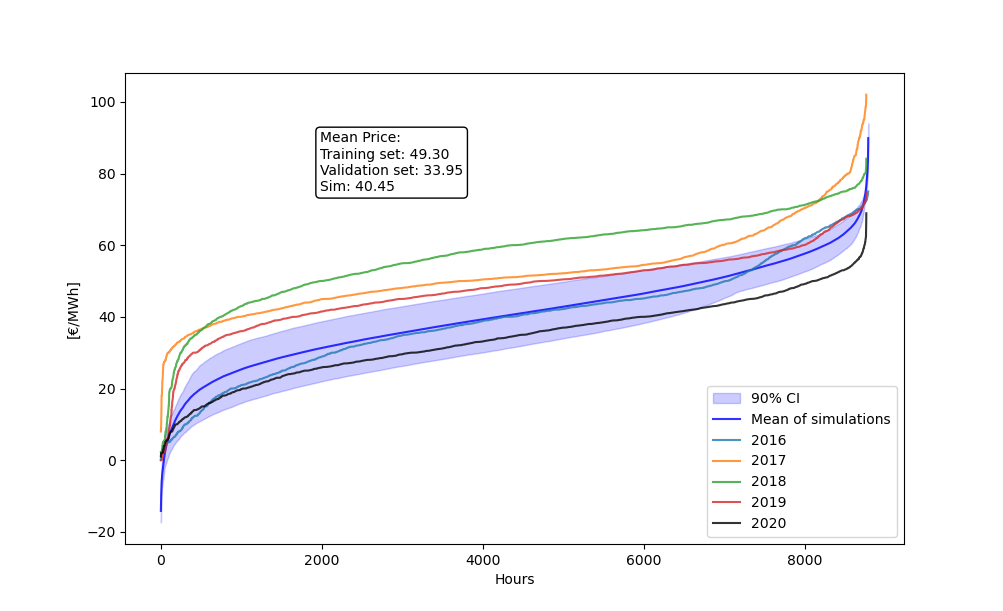 100
80
60
40
20
0
−20
[€/MWh]
Mean Price:
Training set: 49.30
Validation set: 33.95
Sim: 40.45
90% CI
Mean of simulations
2016
2017
2018
2019
2020
0 2000 4000 6000 8000
Hours